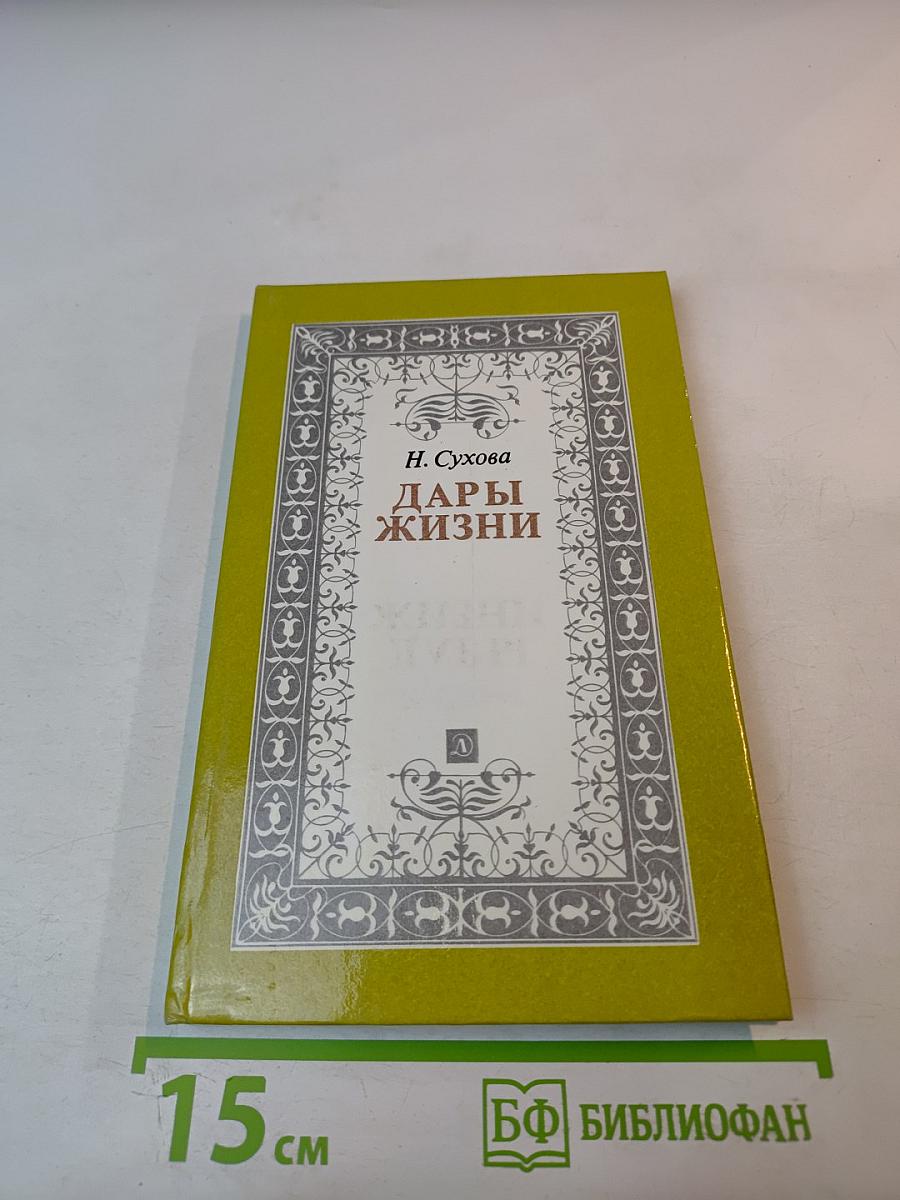 Н. Сухова
ДАРЫ
ЖИЗНИ
Д
15 см
БФ БИБЛИОФАН